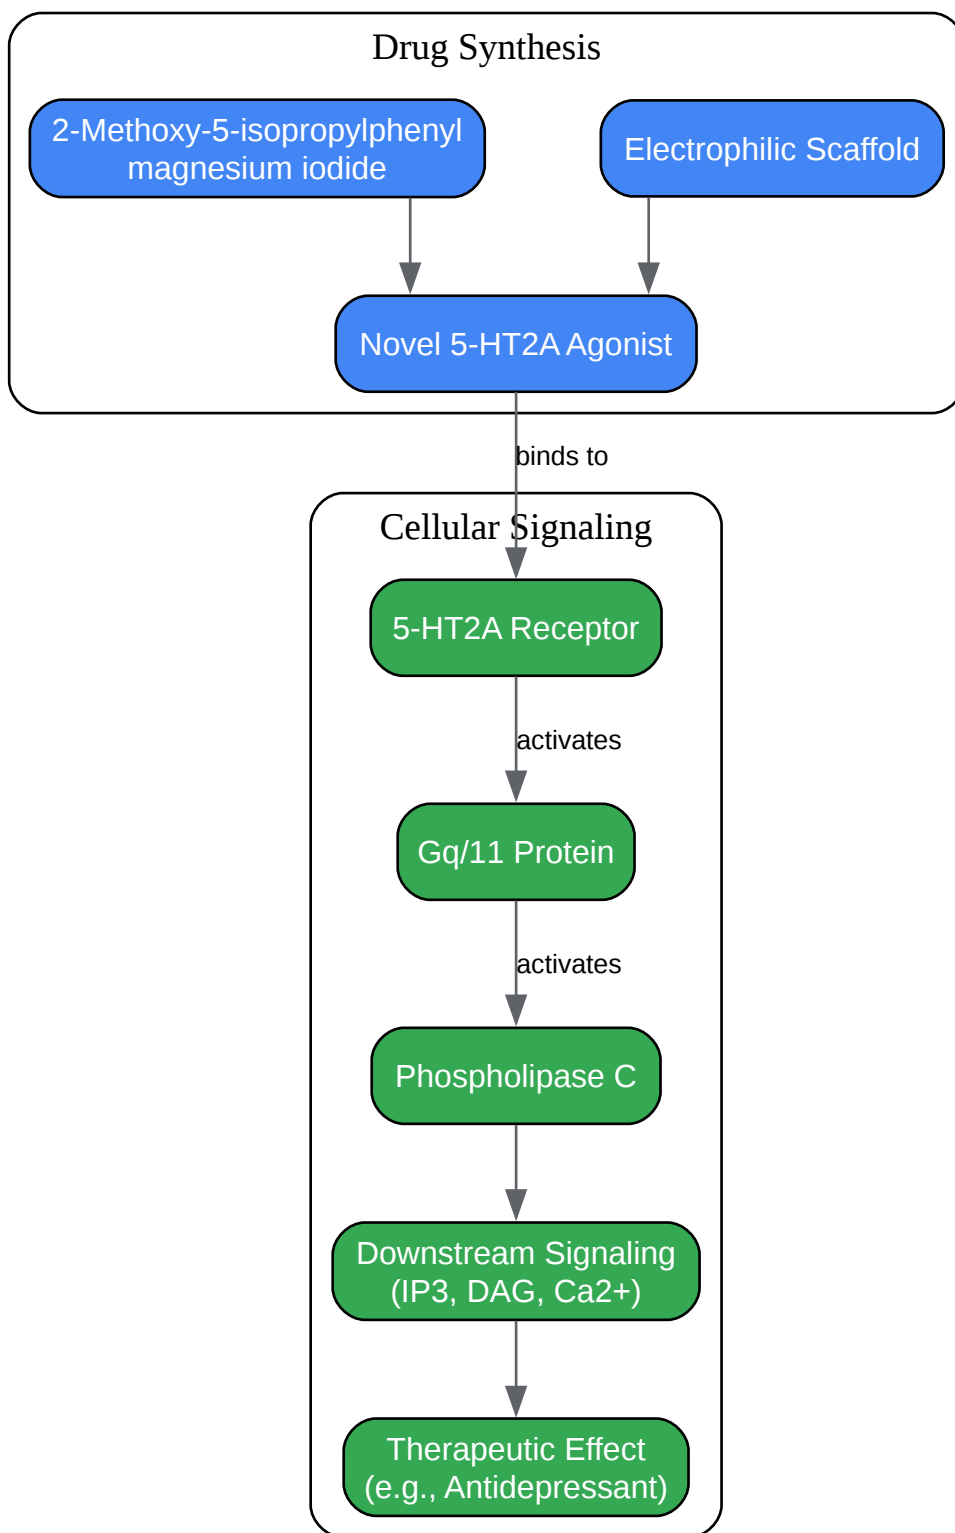 Drug Synthesis
2-Methoxy-5-isopropylphenyl
magnesium iodide
Electrophilic Scaffold
Novel 5-HT2A Agonist
binds to
Cellular Signaling
5-HT2A Receptor
activates
Gq/11 Protein
activates
Phospholipase C
Downstream Signaling
(IP3, DAG, Ca2+)
Therapeutic Effect
(e.g., Antidepressant)